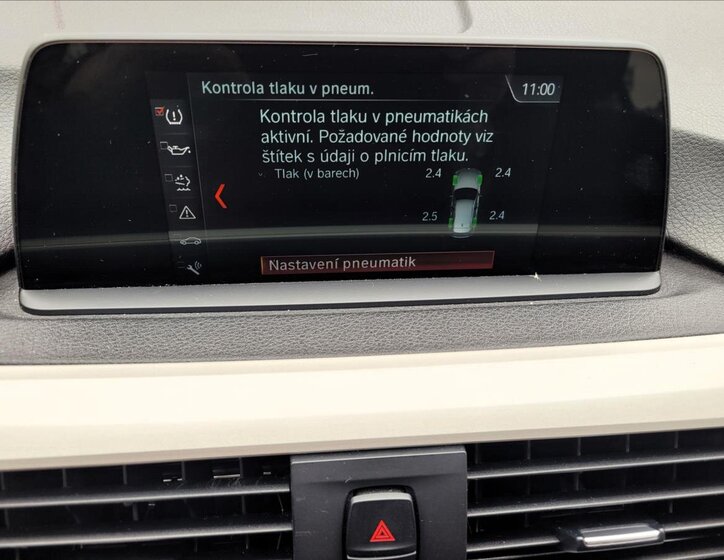 Kontrola tlaku v pneum.
11:00
Kontrola tlaku v pneumatikách
aktivní. Požadované hodnoty viz
štítek s údaji o plnicím tlaku.
Tlak (v barech)
2.4 2.4
2.5 2.4
Nastavení pneumatik